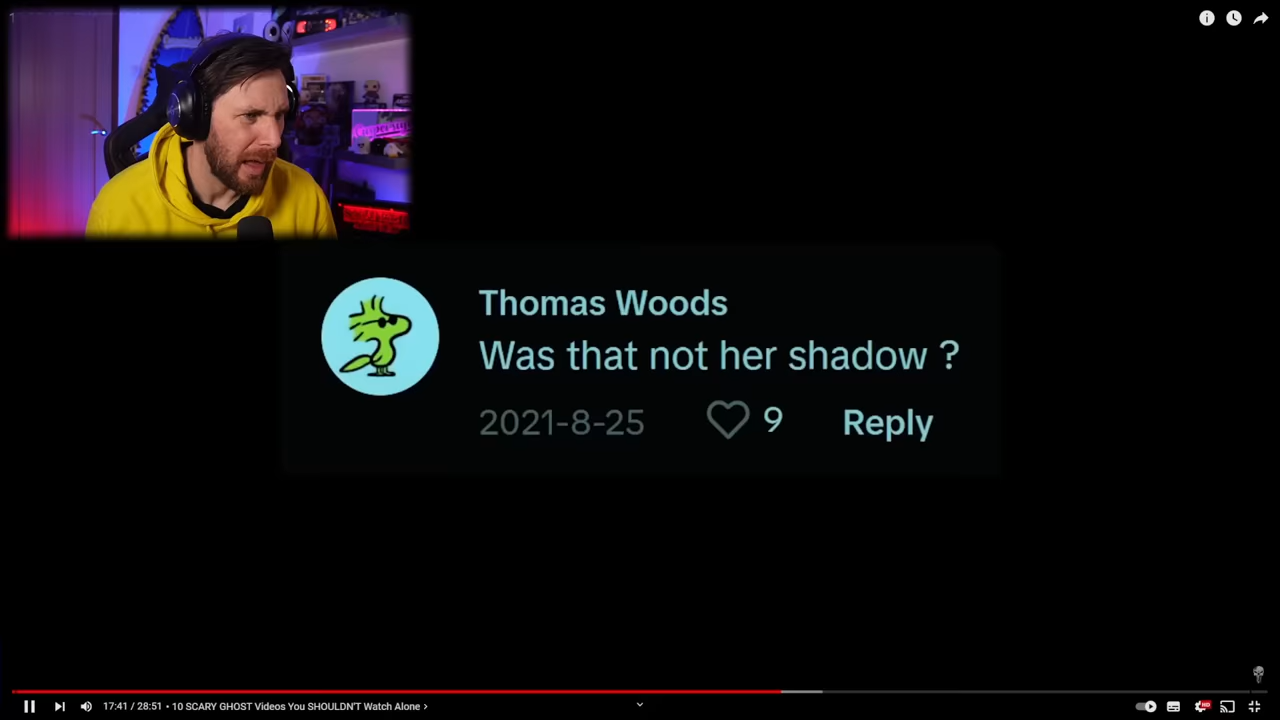 Thomas Woods
Was that not her shadow ?
2021-8-25 9 Reply
17:41 / 28:51 • 10 SCARY GHOST Videos You SHOULDN'T Watch Alone ›
HD